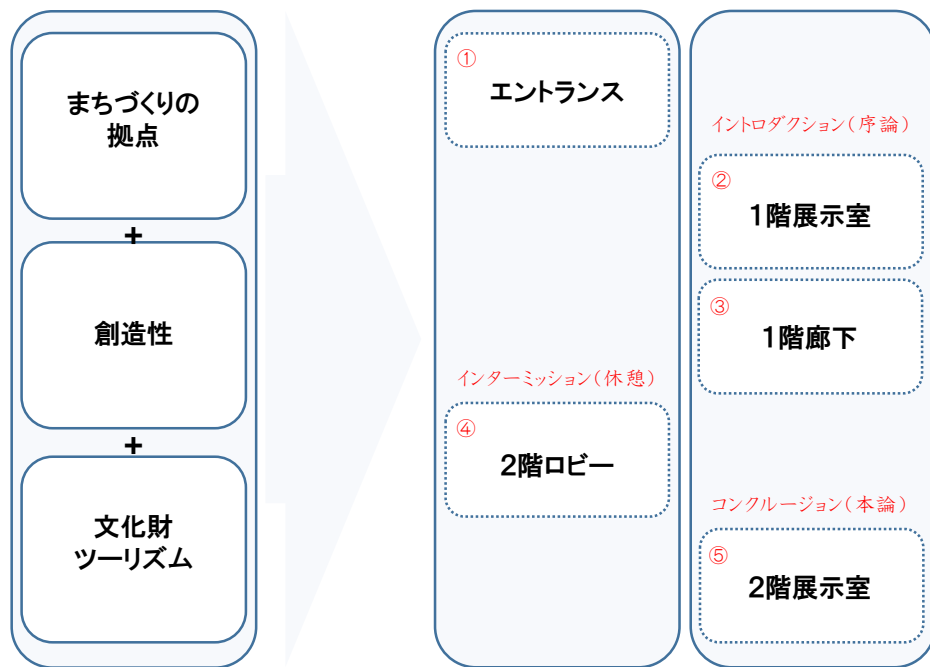 まちづくりの
拠点
+
創造性
+
文化財
ツーリズム
①
エントランス
インターミッション(休憩)
④
2階ロビー
イントロダクション(序論)
②
1階展示室
③
1階廊下
コンクルージョン(本論)
⑤
2階展示室